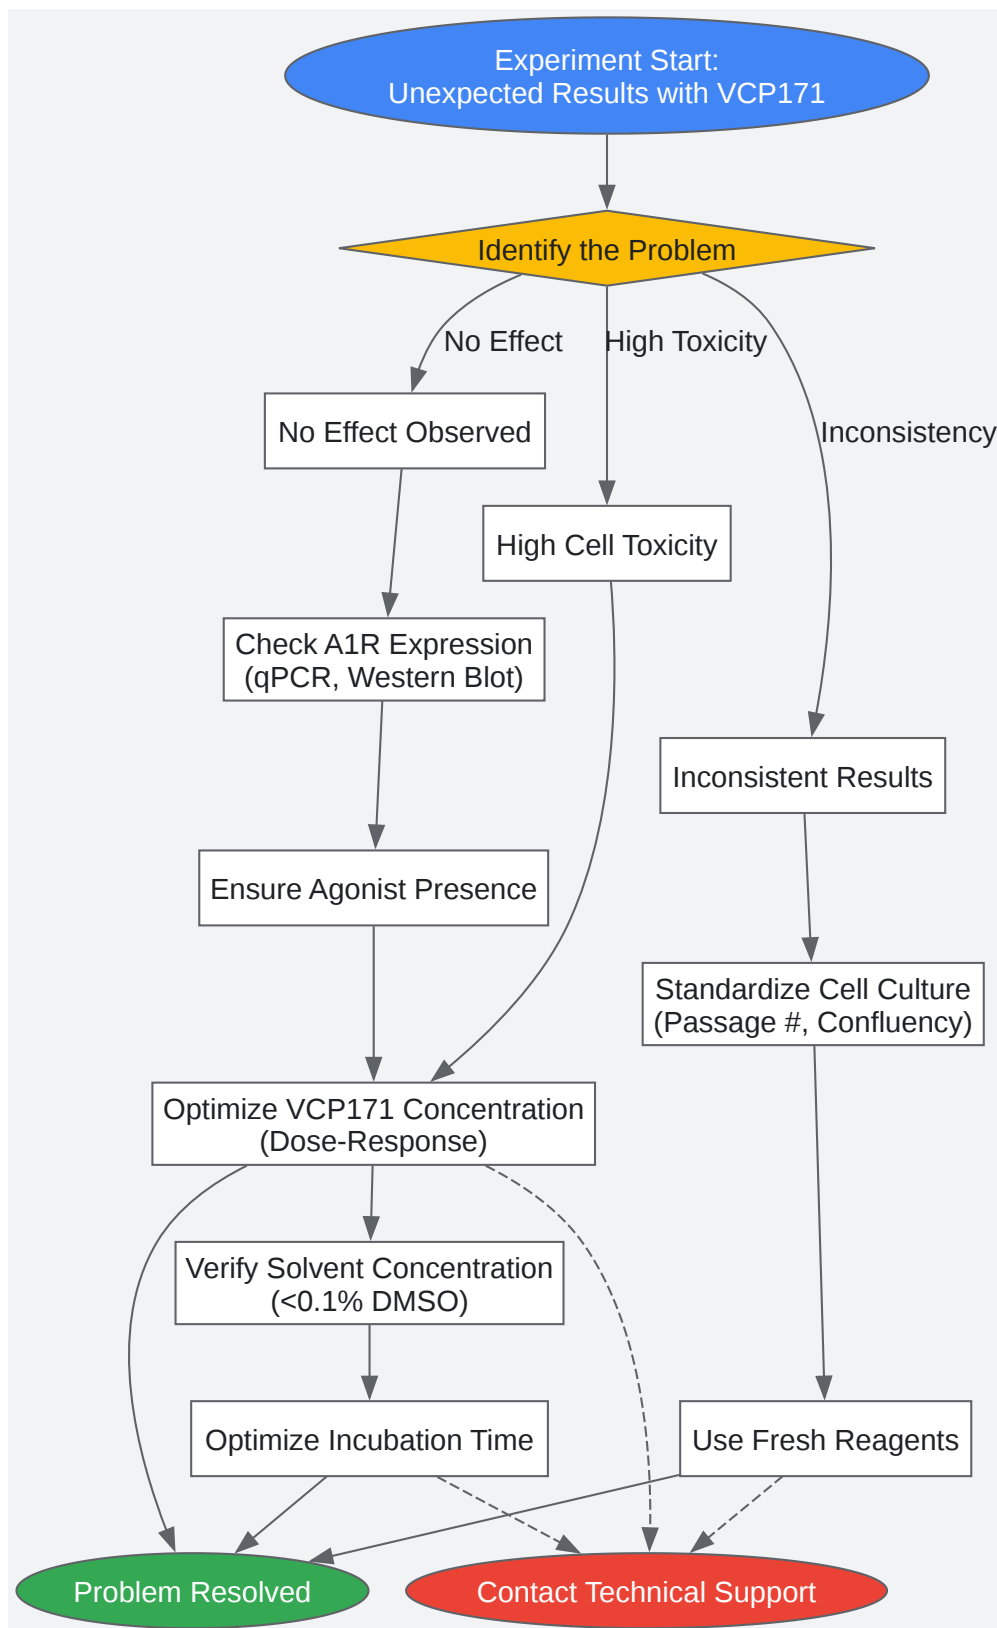 Experiment Start:
Unexpected Results with VCP171
Identify the Problem
No Effect
High Toxicity
No Effect Observed
Inconsistency
High Cell Toxicity
Check A1R Expression
(qPCR, Western Blot)
Inconsistent Results
Ensure Agonist Presence
Standardize Cell Culture
(Passage #, Confluency)
Optimize VCP171 Concentration
(Dose-Response)
Verify Solvent Concentration
(<0.1% DMSO)
Optimize Incubation Time
Use Fresh Reagents
Problem Resolved
Contact Technical Support